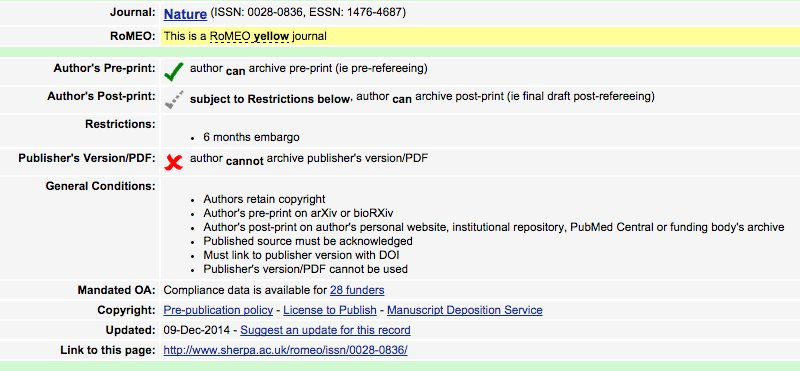 Journal: Nature (ISSN: 0028-0836, ESSN: 1476-4687)
RoMEO: This is a RoMEO yellow journal
Author's Pre-print: author can archive pre-print (ie pre-refereeing)
Author's Post-print: subject to Restrictions below, author can archive post-print (ie final draft post-refereeing)
Restrictions:
• 6 months embargo
Publisher's Version/PDF: author cannot archive publisher's version/PDF
General Conditions:
• Authors retain copyright
• Author's pre-print on arXiv or bioRXiv
• Author's post-print on author's personal website, institutional repository, PubMed Central or funding body's archive
• Published source must be acknowledged
• Must link to publisher version with DOI
• Publisher's version/PDF cannot be used
Mandated OA: Compliance data is available for 28 funders
Copyright: Pre-publication policy - License to Publish - Manuscript Deposition Service
Updated: 09-Dec-2014 - Suggest an update for this record
Link to this page: http://www.sherpa.ac.uk/romeo/issn/0028-0836/